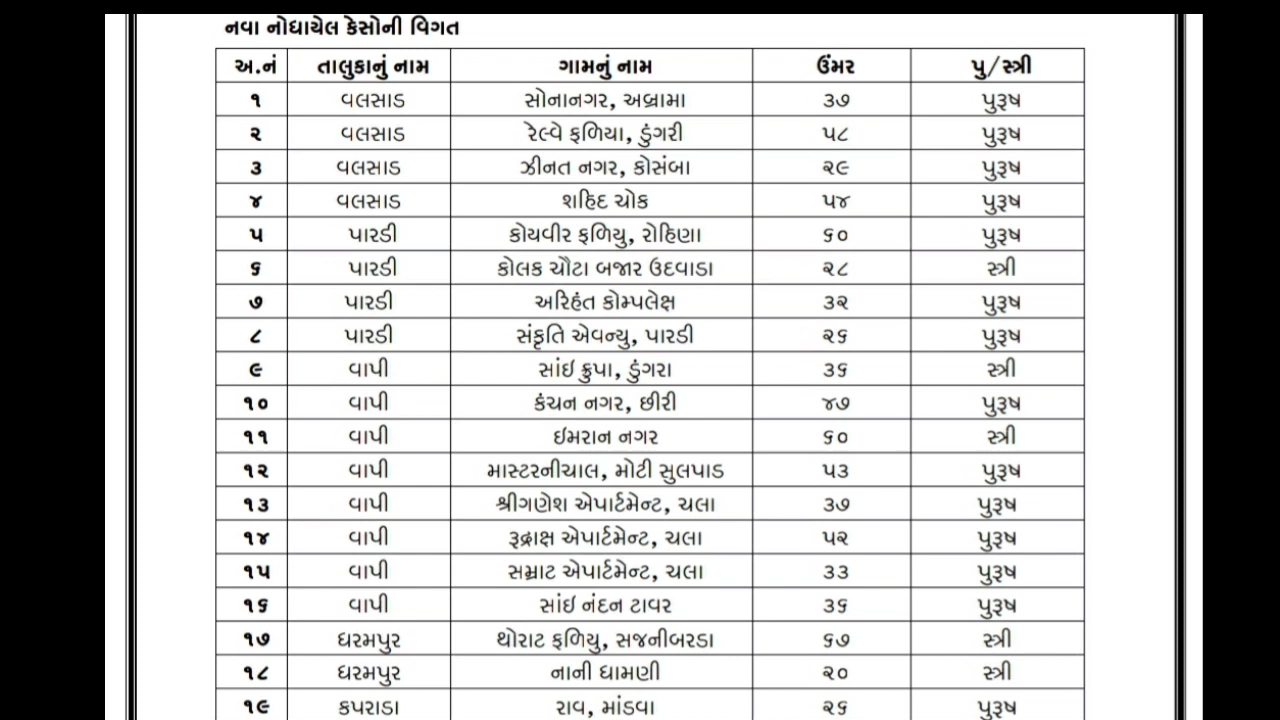 નવા નોધાયેલ કેસોની વિગત
અ.નં તાલુકાનું નામ ગામનું નામ ઉંમર પુ/સ્ત્રી
૧ વલસાડ સોનાનગર, અબ્રામા ૩૭ પુરૂષ
૨ વલસાડ રેલ્વે ફળિયા, ડુંગરી ૫૮ પુરૂષ
૩ વલસાડ ઝીનત નગર, કોસંબા ૨૯ પુરૂષ
૪ વલસાડ શહિદ ચોક ૫૪ પુરૂષ
૫ પારડી કોયવીર ફળિયુ, રોહિણા ૬૦ પુરૂષ
૬ પારડી કોલક ચૌટા બજાર ઉદવાડા ૨૮ સ્ત્રી
૭ પારડી અરિહંત કોમ્પલેક્ષ ૩૨ પુરૂષ
૮ પારડી સંકૃતિ એવન્યુ, પારડી ૨૬ પુરૂષ
૯ વાપી સાંઇ ક્રુપા, ડુંગરા ૩૬ સ્ત્રી
૧૦ વાપી કંચન નગર, છીરી ૪૭ પુરૂષ
૧૧ વાપી ઇમરાન નગર ૬૦ સ્ત્રી
૧૨ વાપી માસ્ટરનીચાલ, મોટી સુલપાડ ૫૩ પુરૂષ
૧૩ વાપી શ્રીગણેશ એપાર્ટમેન્ટ, ચલા ૩૭ પુરૂષ
૧૪ વાપી રૂદ્રાક્ષ એપાર્ટમેન્ટ, ચલા ૫૨ પુરૂષ
૧૫ વાપી સમ્રાટ એપાર્ટમેન્ટ, ચલા ૩૩ પુરૂષ
૧૬ વાપી સાંઇ નંદન ટાવર ૩૬ પુરૂષ
૧૭ ધરમપુર થોરાટ ફળિયુ, સજનીબરડા ૬૭ સ્ત્રી
૧૮ ધરમપુર નાની ધામણી ૨૦ સ્ત્રી
૧૯ કપરાડા રાવ, માંડવા ૨૬ પુરૂષ